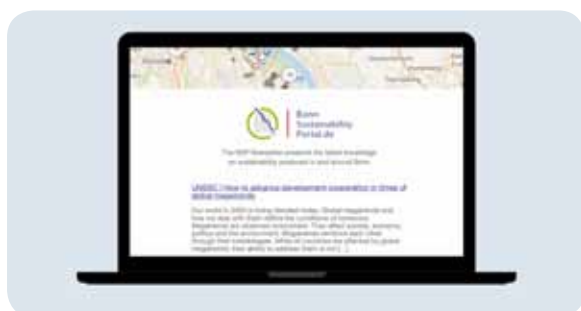 Bonn
Sustainability
Portal.de
The BSP Newsletter presents the latest knowledge
on sustainability produced in and around Bonn.
UNSSC | How to advance development cooperation in times of
global megatrends
Our world in 2050 is being decided today. Global megatrends and
how we deal with them define the conditions of tomorrow.
Megatrends are observed everywhere. They affect society, economy,
politics and the environment. Megatrends reinforce each other
through their interlinkages. While all countries are affected by global
megatrends, their ability to address them is not [...]